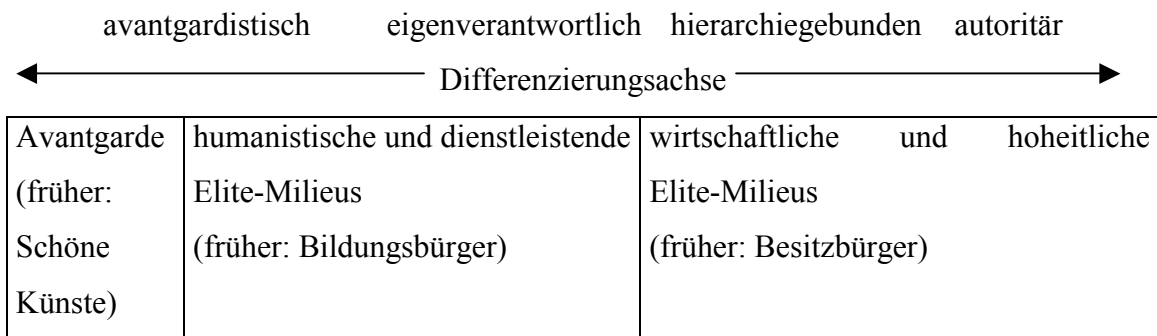 avantgardistisch eigenverantwortlich hierarchiegebunden autoritär
Differenzierungsachse
Avantgarde
(früher:
Schöne
Künste)
humanistische und dienstleistende
Elite-Milieus
(früher: Bildungsbürger)
wirtschaftliche und hoheitliche
Elite-Milieus
(früher: Besitzbürger)